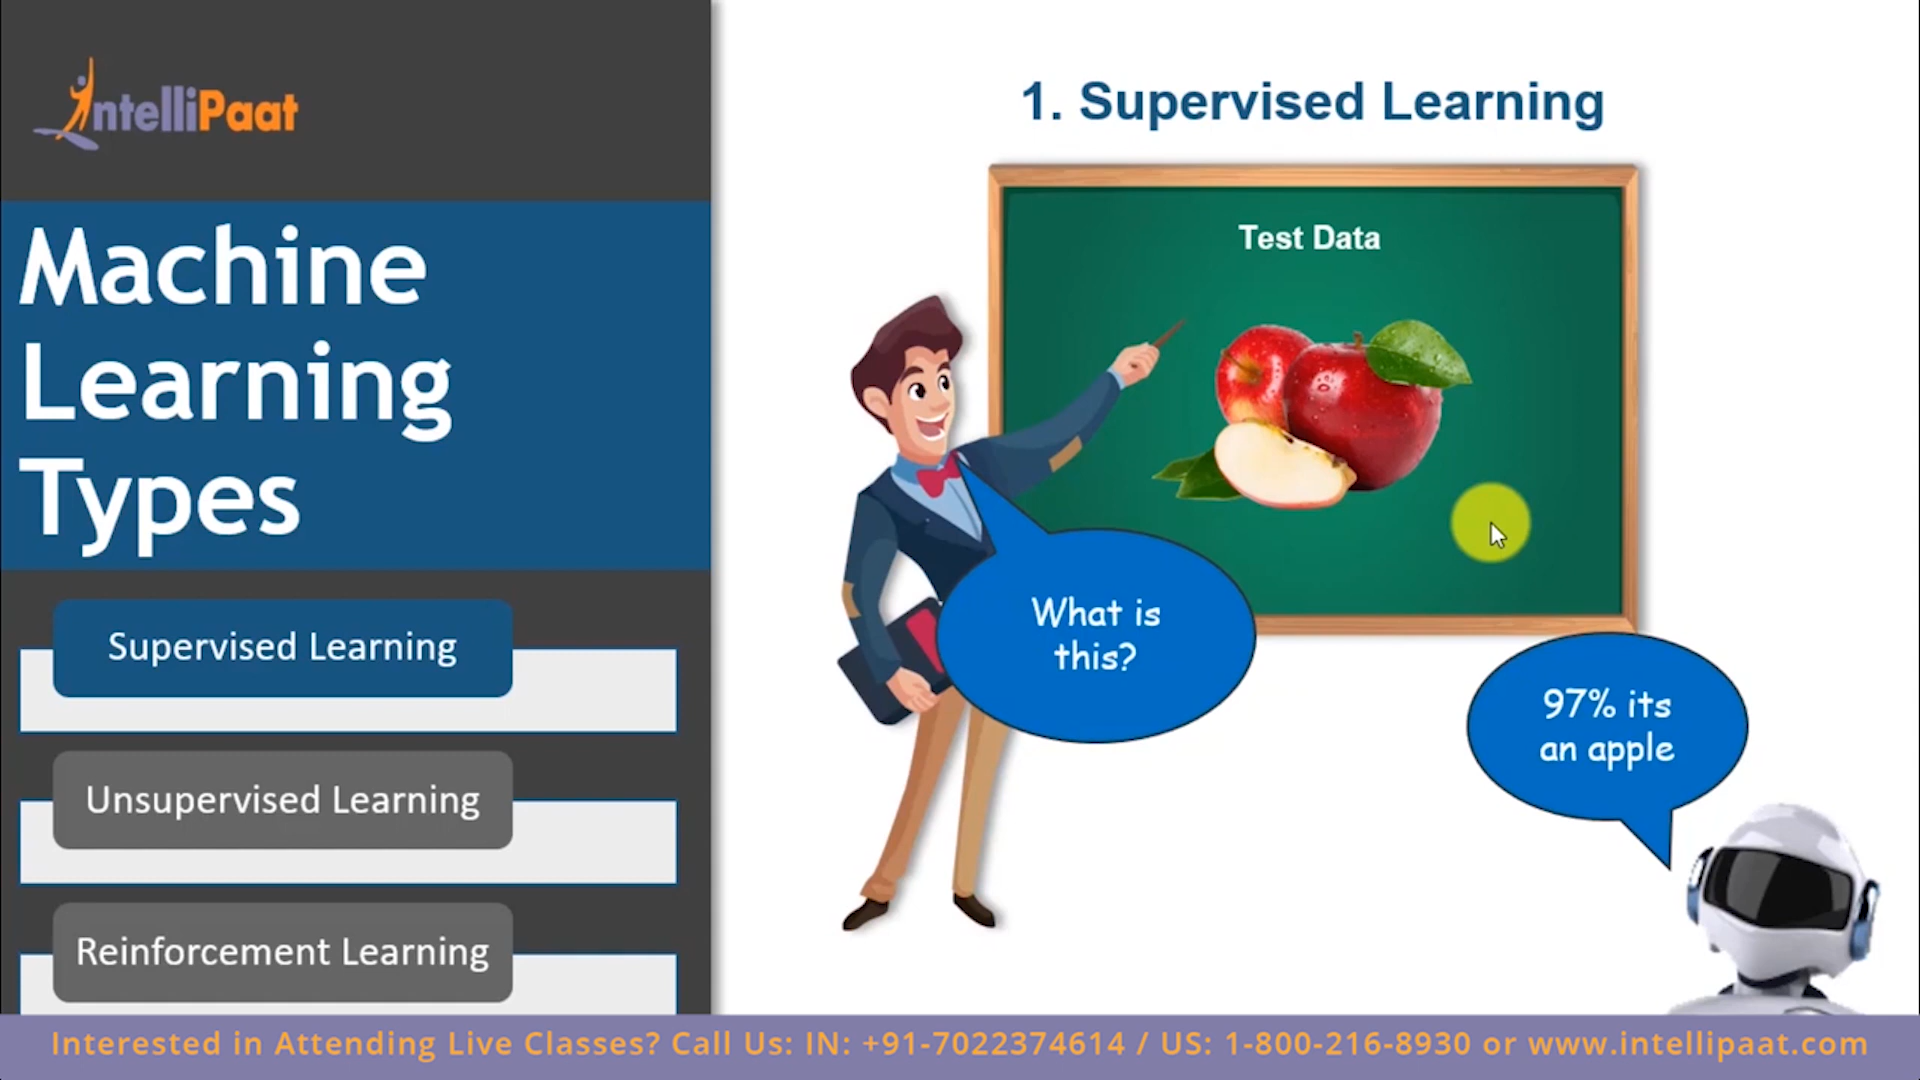 IntelliPaat
Machine
Learning
Types
Supervised Learning
Unsupervised Learning
Reinforcement Learning
1. Supervised Learning
Test Data
What is
this?
97% its
an apple
Interested in Attending Live Classes? Call Us: IN: +91-7022374614 / US: 1-800-216-8930 or www.intellipaat.com